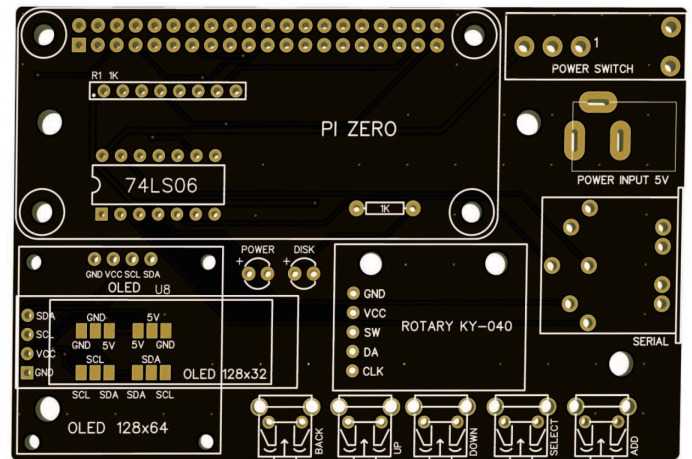 1
POWER SWITCH
R1 1K
PI ZERO
74LS06
1K
POWER INPUT 5V
+ POWER
+ DISK
GND VCC SCL SDA
OLED U8
SDA
SCL
VCC
GND
GND 5V
GND 5V 5V GND
SCL SDA
SCL SDA SDA SCL
OLED 128x32
OLED 128x64
GND
VCC
SW
DA
CLK
ROTARY KY-040
SERIAL
BACK
UP
DOWN
SELECT
ADD